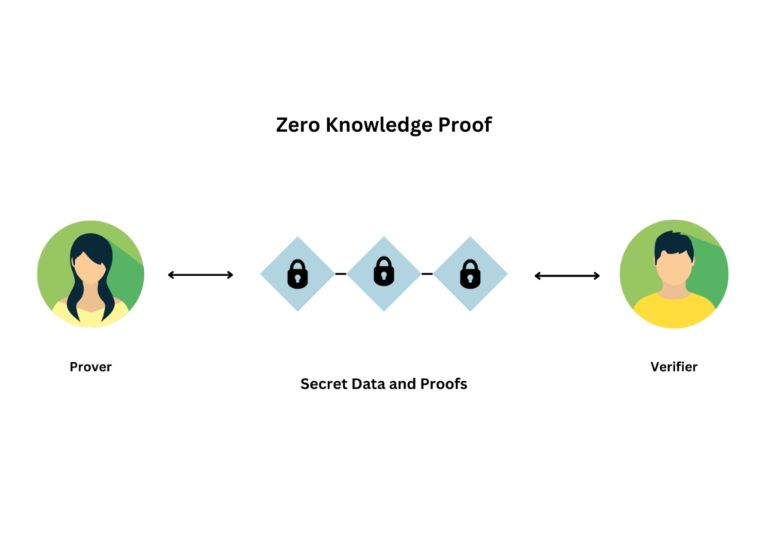 Zero Knowledge Proof
Prover
Verifier
Secret Data and Proofs